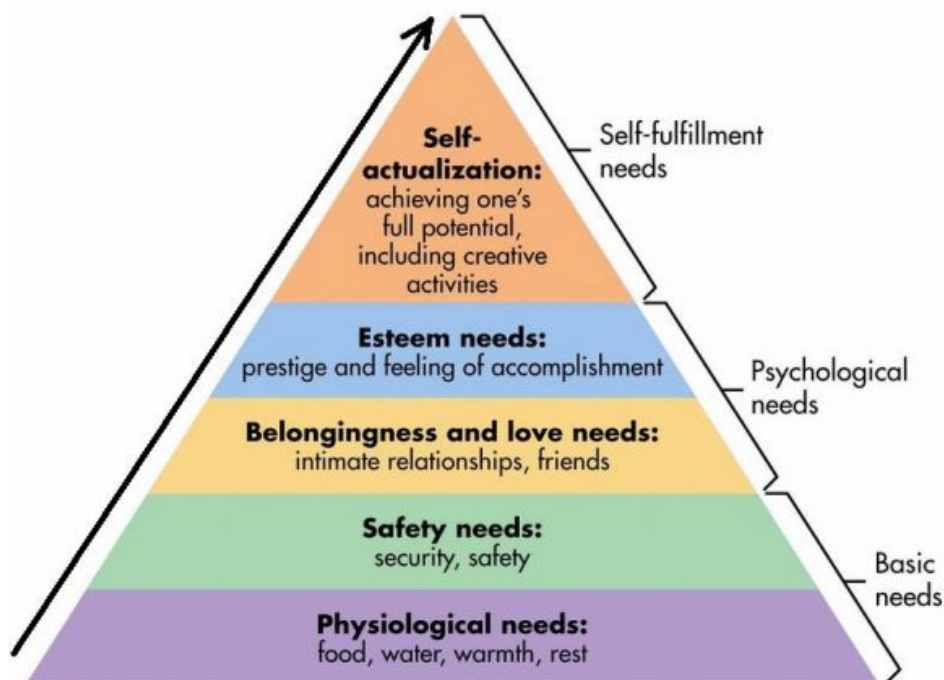 Self-
actualization:
achieving one's
full potential,
including creative
activities
Self-fulfillment
needs
Esteem needs:
prestige and feeling of accomplishment
Psychological
needs
Belongingness and love needs:
intimate relationships, friends
Safety needs:
security, safety
Basic
needs
Physiological needs:
food, water, warmth, rest